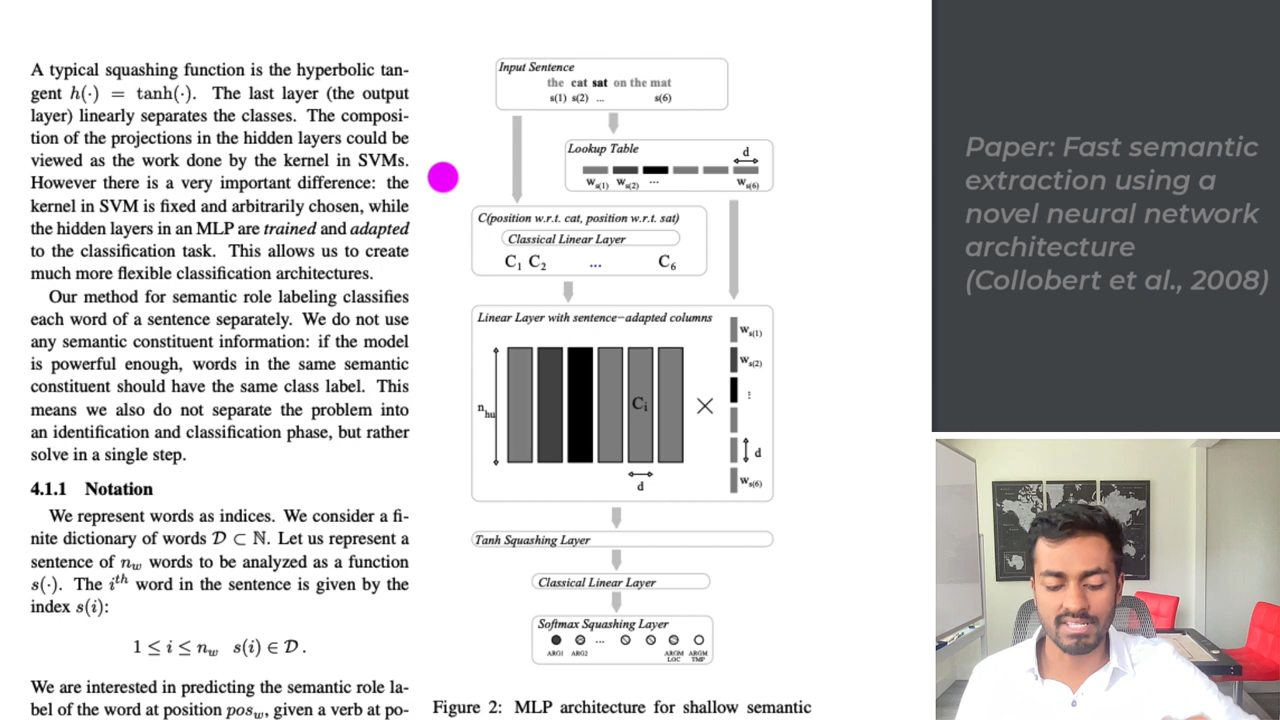 A typical squashing function is the hyperbolic tan-
gent h(·) = tanh(·). The last layer (the output
layer) linearly separates the classes. The composi-
tion of the projections in the hidden layers could be
viewed as the work done by the kernel in SVMs.
However there is a very important difference: the
kernel in SVM is fixed and arbitrarily chosen, while
the hidden layers in an MLP are trained and adapted
to the classification task. This allows us to create
much more flexible classification architectures.
Our method for semantic role labeling classifies
each word of a sentence separately. We do not use
any semantic constituent information: if the model
is powerful enough, words in the same semantic
constituent should have the same class label. This
means we also do not separate the problem into
an identification and classification phase, but rather
solve in a single step.
4.1.1 Notation
We represent words as indices. We consider a fi-
nite dictionary of words D ⊂ N. Let us represent a
sentence of n_w words to be analyzed as a function
s(·). The i^th word in the sentence is given by the
index s(i):
1 ≤ i ≤ n_w s(i) ∈ D.
We are interested in predicting the semantic role la-
bel of the word at position pos_w, given a verb at po-
Input Sentence
the cat sat on the mat
s(1) s(2) ... s(6)
Lookup Table
d
W_s(1) W_s(2) ... W_s(6)
C(position w.r.t. cat, position w.r.t. sat)
Classical Linear Layer
C_1 C_2 ... C_6
Linear Layer with sentence-adapted columns
n_hu
C_i
×
d
W_s(1)
W_s(2)
...
d
W_s(6)
Tanh Squashing Layer
Classical Linear Layer
Softmax Squashing Layer
...
ARG1 ARG2 ARGM LOC ARGM TMP
Figure 2: MLP architecture for shallow semantic
Paper: Fast semantic
extraction using a
novel neural network
architecture
(Collobert et al., 2008)